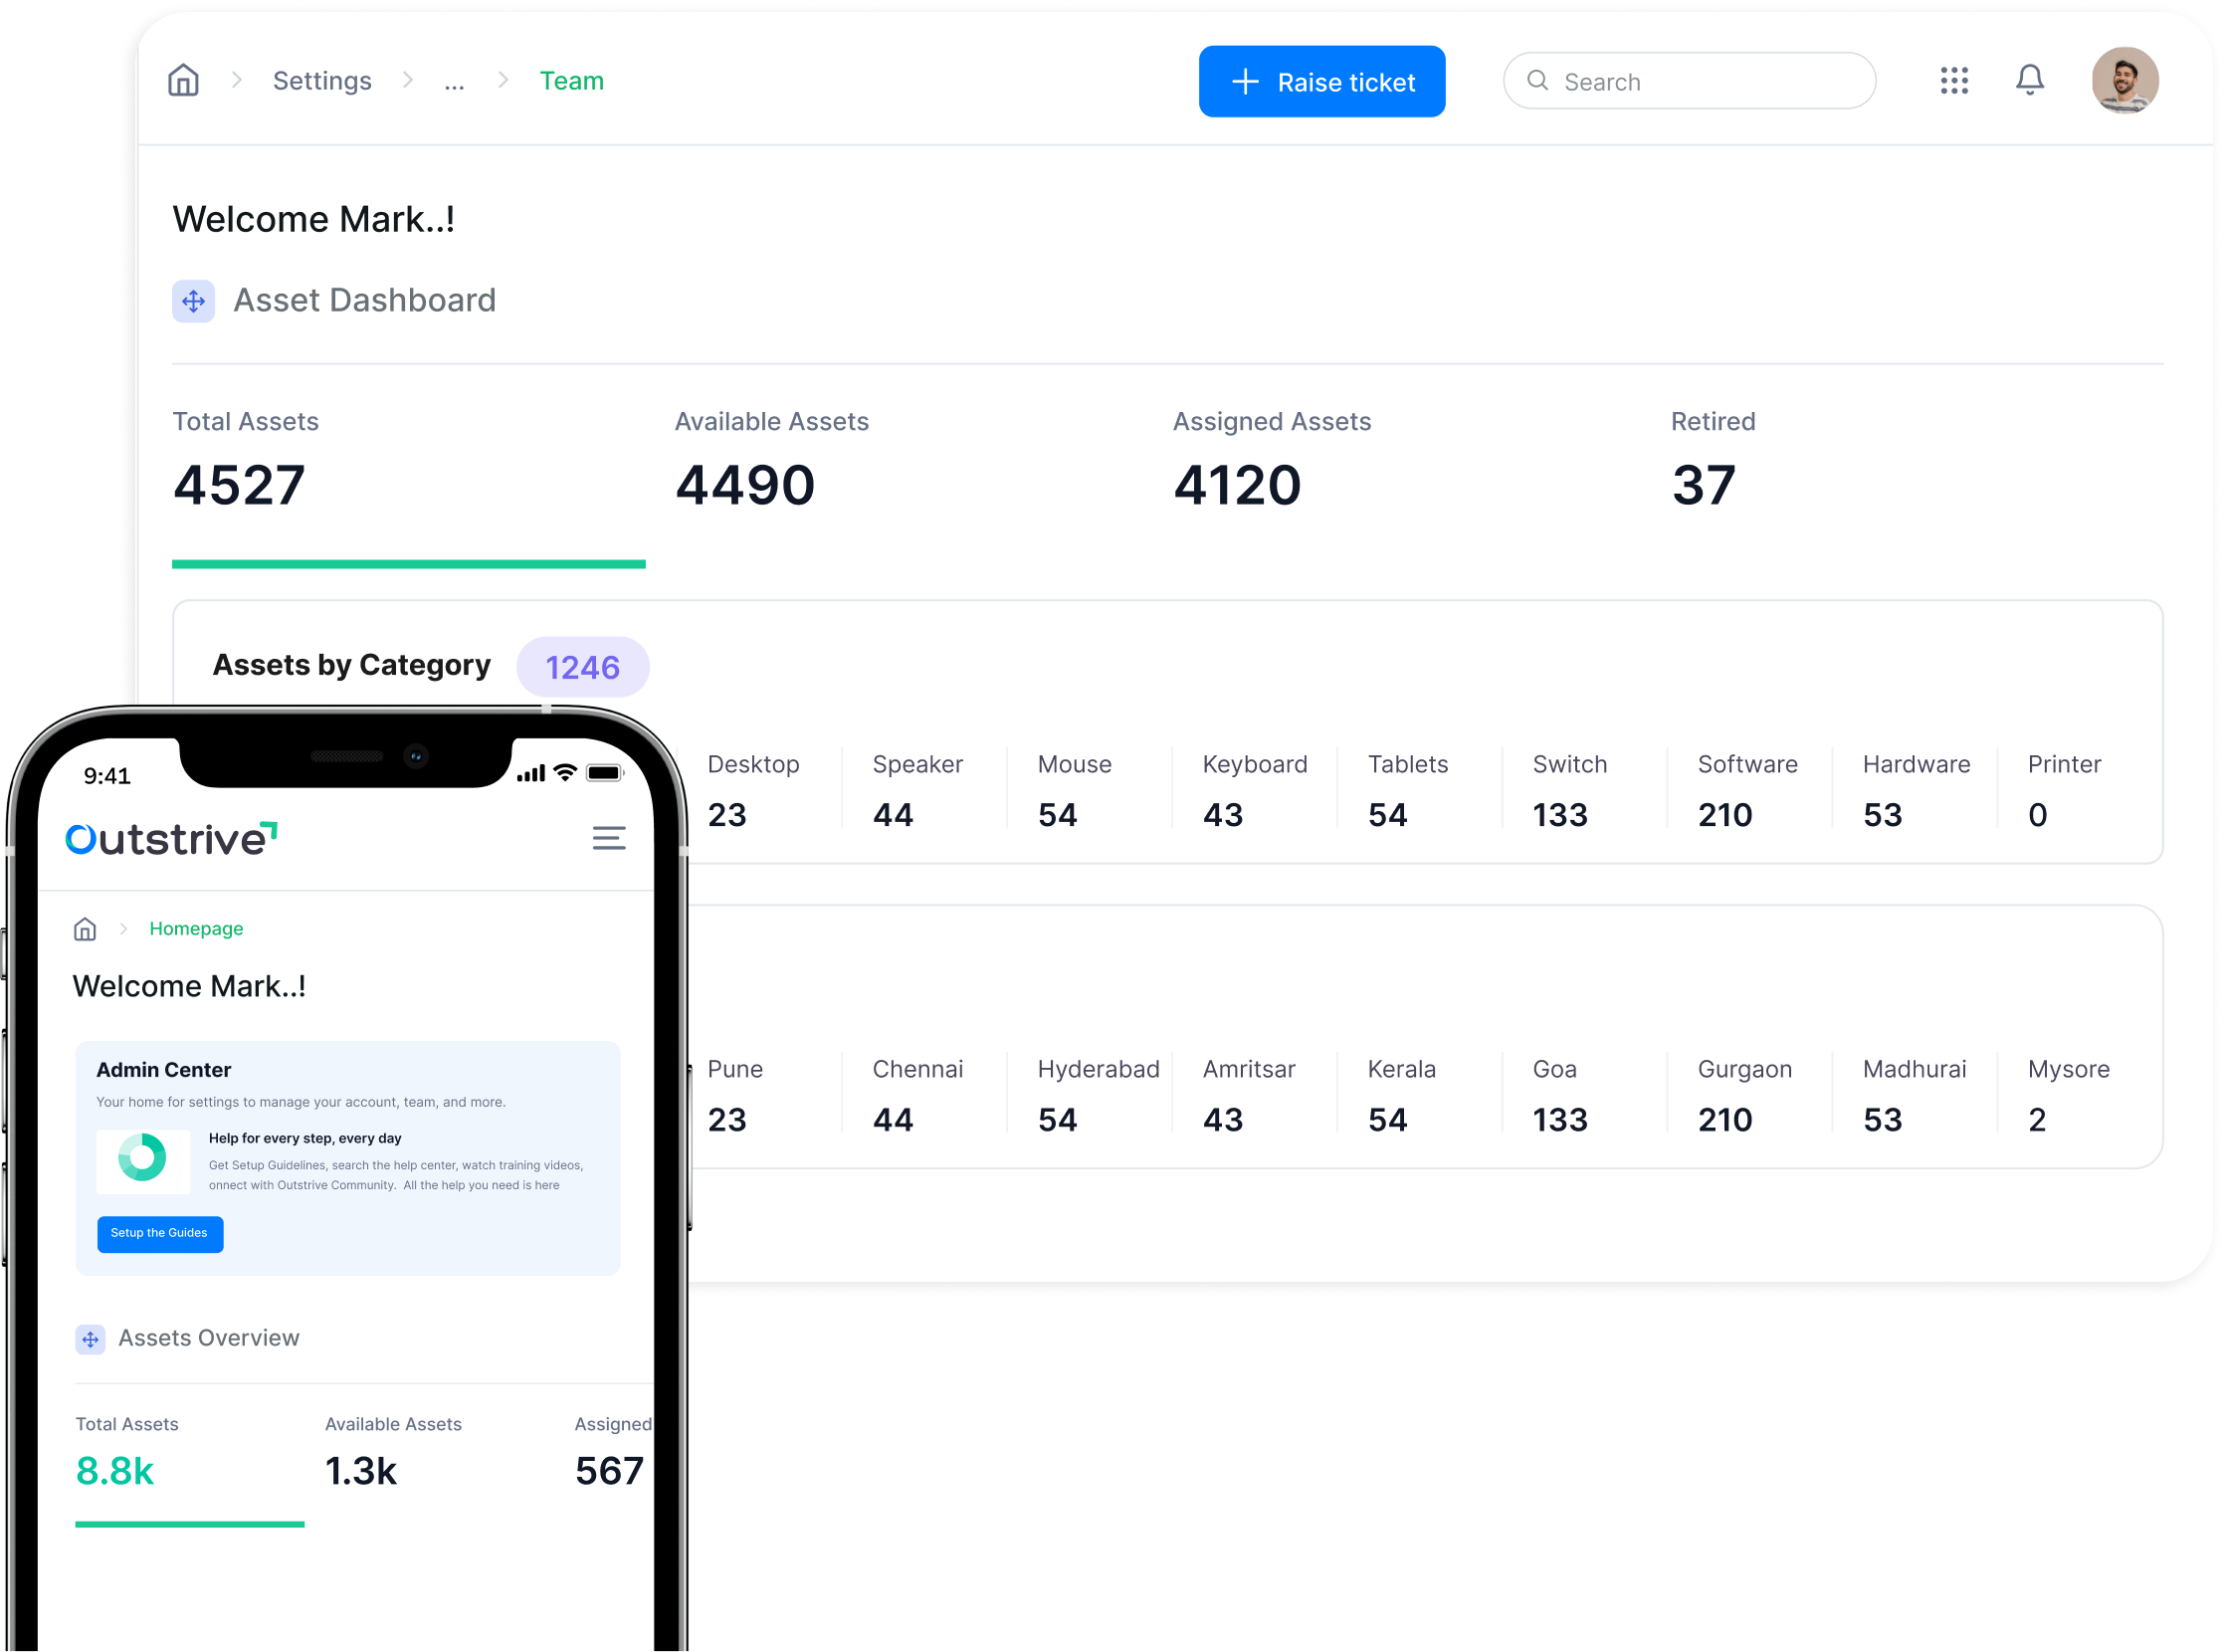 Settings ... Team
+ Raise ticket
Search
Welcome Mark..!
Asset Dashboard
Total Assets Available Assets Assigned Assets Retired
4527 4490 4120 37
Assets by Category 1246
Desktop Speaker Mouse Keyboard Tablets Switch Software Hardware Printer
23 44 54 43 54 133 210 53 0
Pune Chennai Hyderabad Amritsar Kerala Goa Gurgaon Madhurai Mysore
23 44 54 43 54 133 210 53 2
9:41
Outstrive
Homepage
Welcome Mark..!
Admin Center
Your home for settings to manage your account, team, and more.
Help for every step, every day
Get Setup Guidelines, search the help center, watch training videos,
onnect with Outstrive Community. All the help you need is here
Setup the Guides
Assets Overview
Total Assets Available Assets Assigned
8.8k 1.3k 567